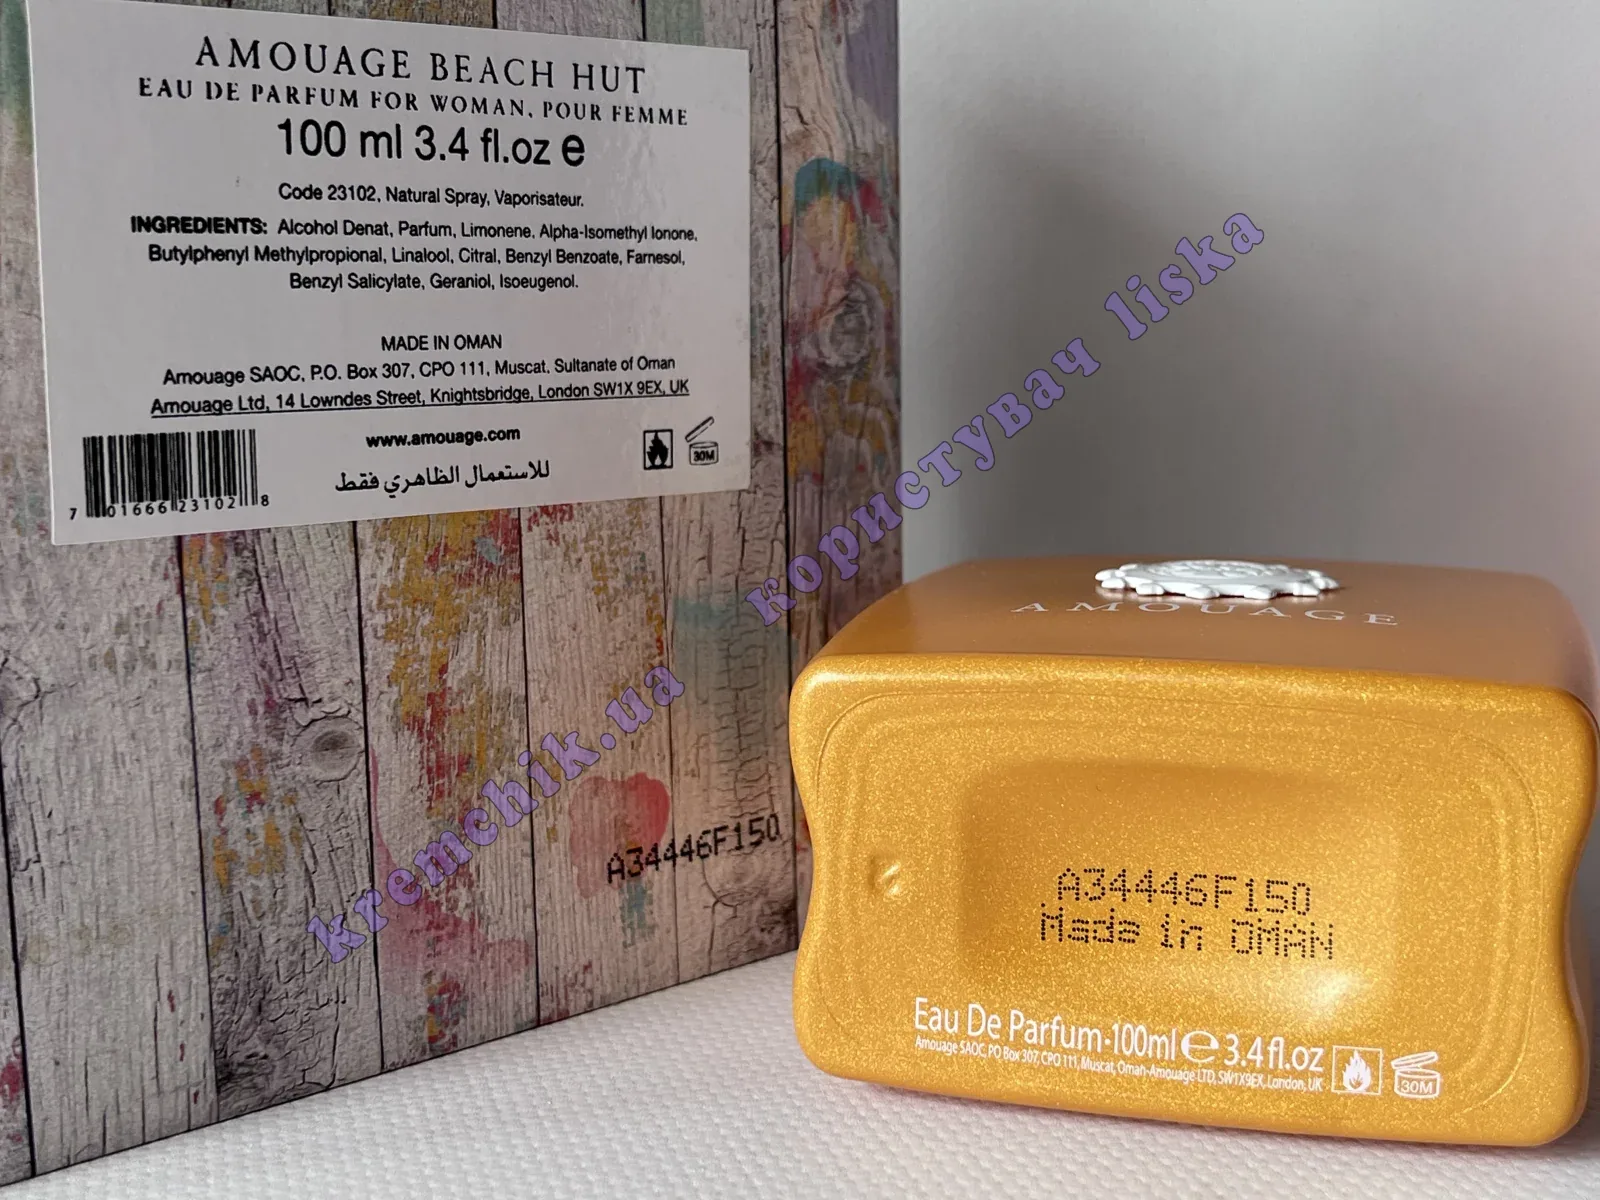 AMOUAGE BEACH HUT
EAU DE PARFUM FOR WOMAN, POUR FEMME
100 ml 3.4 fl.oz e
Code 23102, Natural Spray, Vaporisateur.
INGREDIENTS: Alcohol Denat, Parfum, Limonene, Alpha-Isomethyl Ionone,
Butylphenyl Methylpropional, Linalool, Citral, Benzyl Benzoate, Farnesol,
Benzyl Salicylate, Geraniol, Isoeugenol.
MADE IN OMAN
Amouage SAOC, P.O. Box 307, CPO 111, Muscat, Sultanate of Oman
Amouage Ltd, 14 Lowndes Street, Knightsbridge, London SW1X 9EX, UK
www.amouage.com
للاستعمال الظاهري فقط
30M
7 01666 23102 8
A34446F150
kremchik.ua користувач liska
AMOUAGE
A34446F150
Made in OMAN
Eau De Parfum·100ml e 3.4 fl.oz
Amouage SAOC, PO Box 307, CPO 111, Muscat, Oman-Amouage LTD, SW1X9EX, London, UK
30M